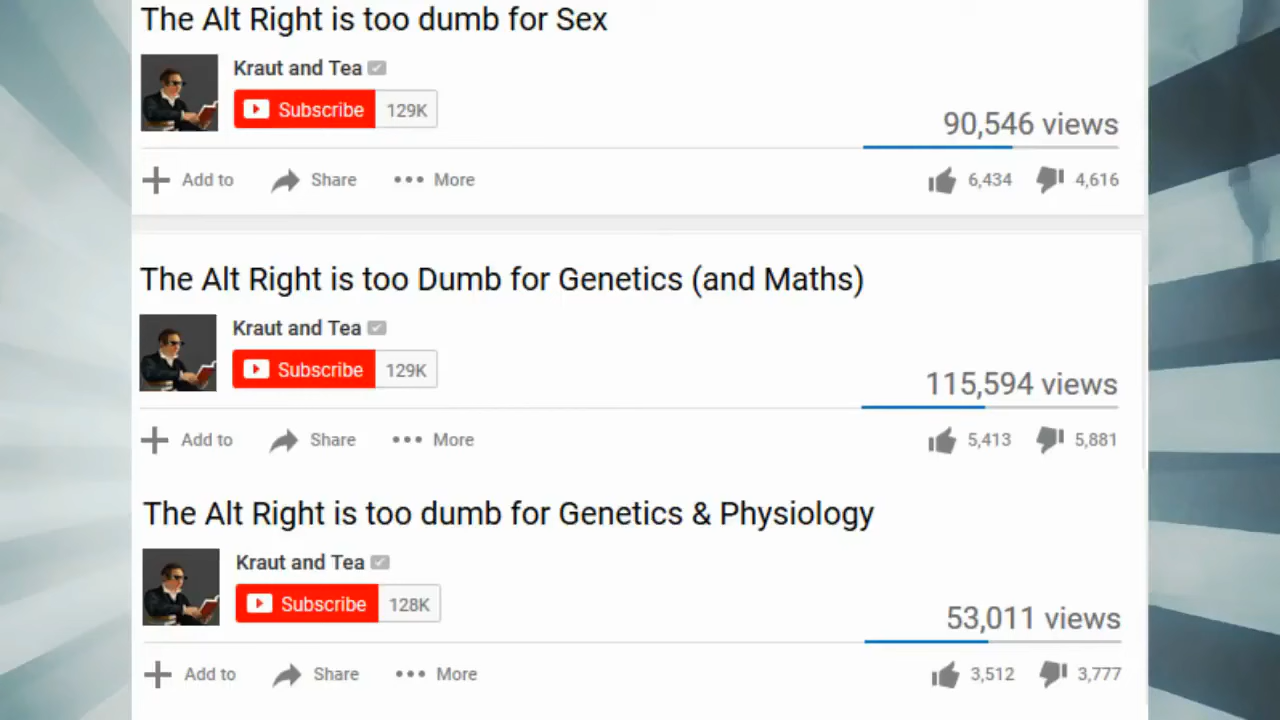 The Alt Right is too dumb for Sex
Kraut and Tea
Subscribe 129K
90,546 views
Add to Share More 6,434 4,616
The Alt Right is too Dumb for Genetics (and Maths)
Kraut and Tea
Subscribe 129K
115,594 views
Add to Share More 5,413 5,881
The Alt Right is too dumb for Genetics & Physiology
Kraut and Tea
Subscribe 128K
53,011 views
Add to Share More 3,512 3,777